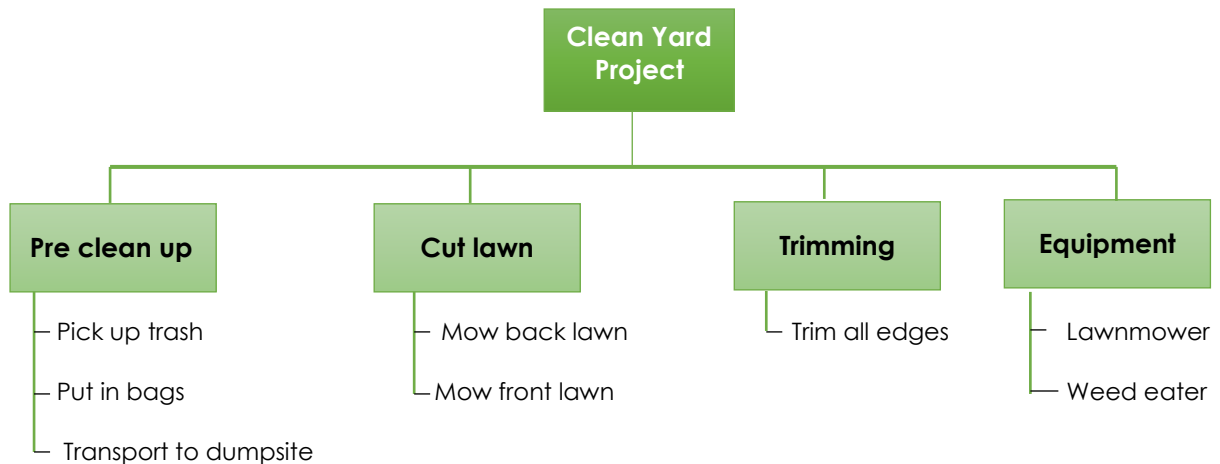 Clean Yard
Project
Pre clean up
Cut lawn
Trimming
Equipment
Pick up trash
Put in bags
Transport to dumpsite
Mow back lawn
Mow front lawn
Trim all edges
Lawnmower
Weed eater